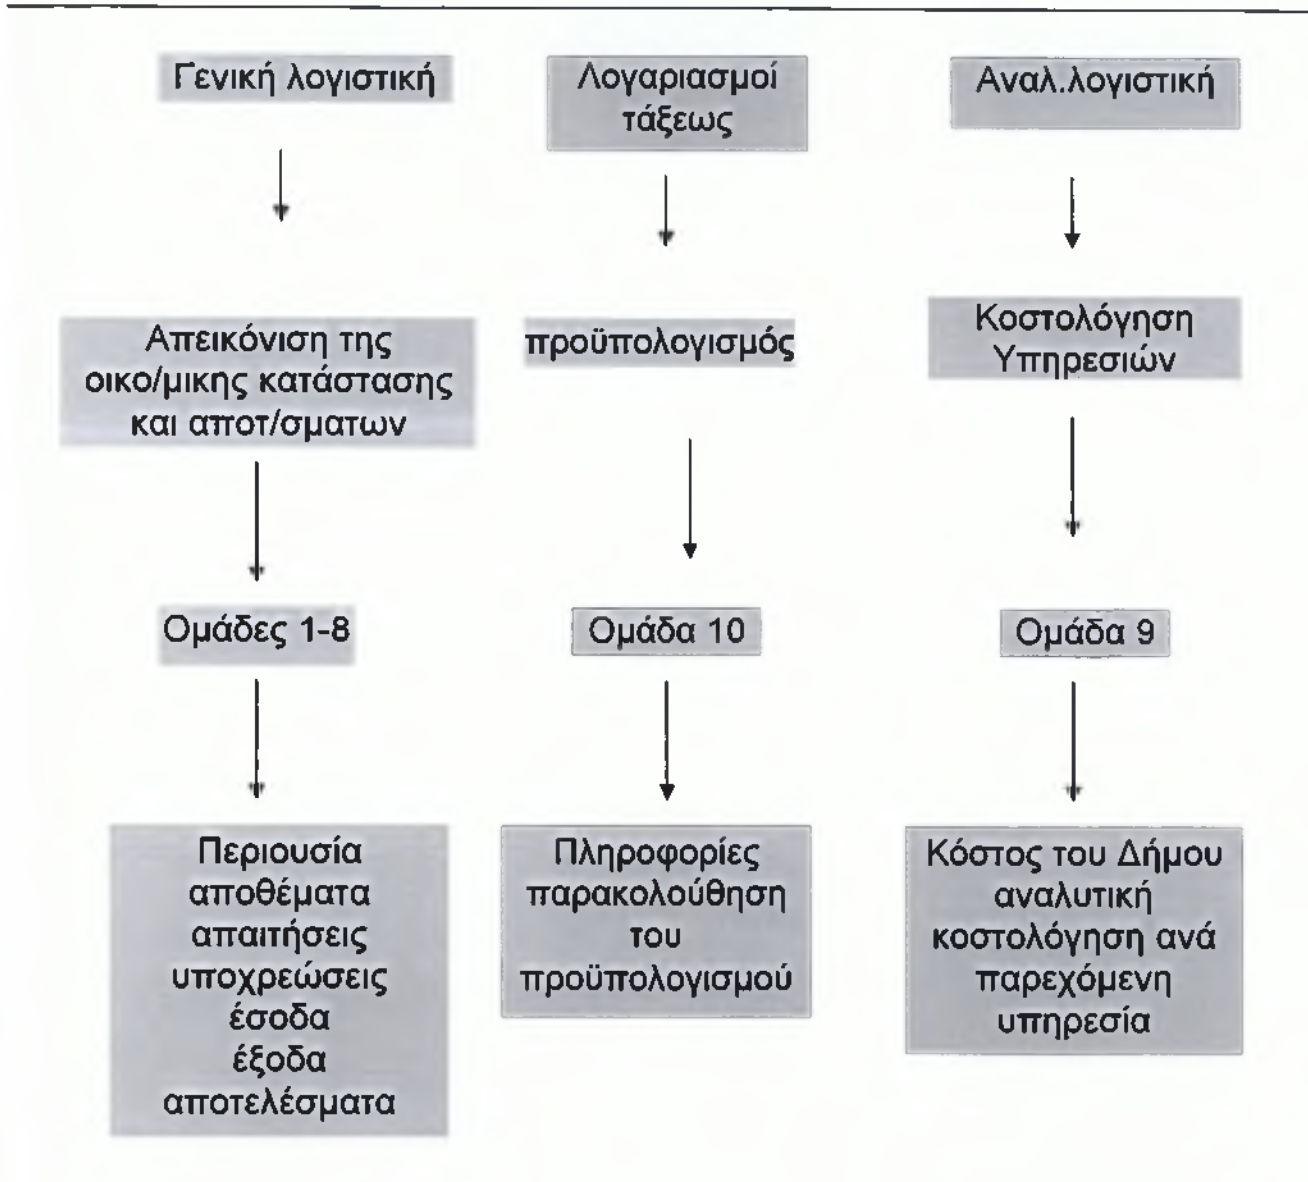 Γενική λογιστική
Λογαριασμοί
τάξεως
Αναλ.λογιστική
Απεικόνιση της
οικο/μικης κατάστασης
και αποτ/σματων
προϋπολογισμός
Κοστολόγηση
Υπηρεσιών
Ομάδες 1-8
Ομάδα 10
Ομάδα 9
Περιουσία
αποθέματα
απαιτήσεις
υποχρεώσεις
έσοδα
έξοδα
αποτελέσματα
Πληροφορίες
παρακολούθηση
του
προϋπολογισμού
Κόστος του Δήμου
αναλυτική
κοστολόγηση ανά
παρεχόμενη
υπηρεσία